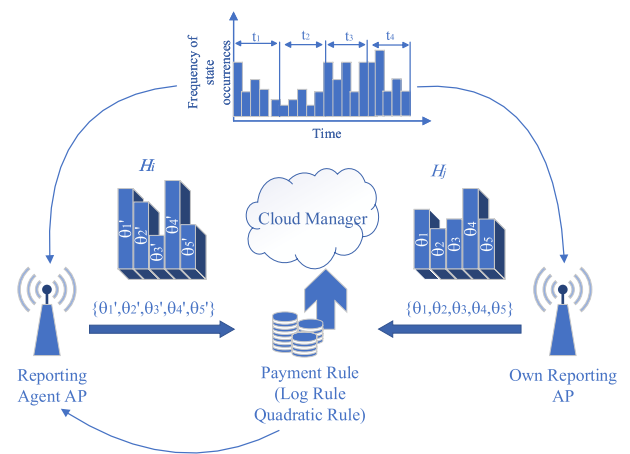 Frequency of
state
occurrences
t₁
t₂
t₃
t₄
Time
Hi
θ₁'
θ₂'
θ₃'
θ₄'
θ₅'
Cloud Manager
Hj
θ₁
θ₂
θ₃
θ₄
θ₅
{θ₁',θ₂',θ₃',θ₄',θ₅'}
{θ₁,θ₂,θ₃,θ₄,θ₅}
Reporting
Agent AP
Payment Rule
(Log Rule
Quadratic Rule)
Own Reporting
AP